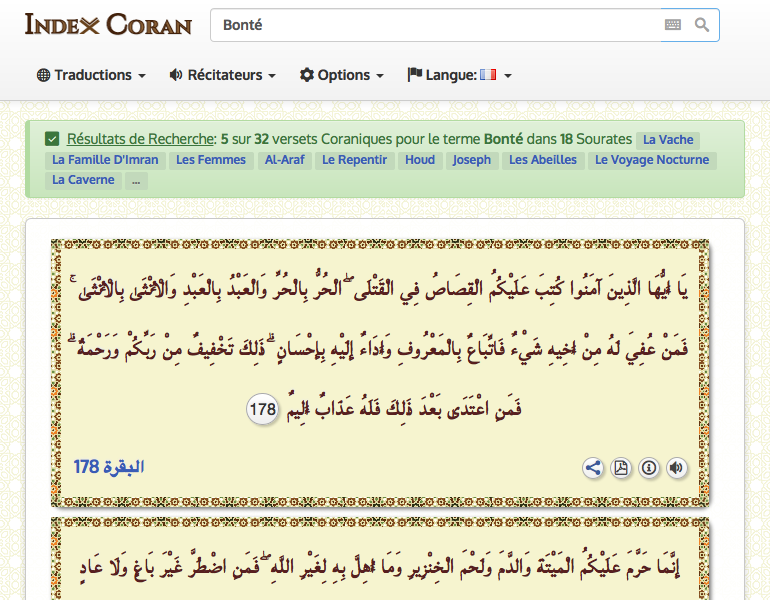 INDEX CORAN
Bonté
Traductions Récitateurs Options Langue:
Résultats de Recherche: 5 sur 32 versets Coraniques pour le terme Bonté dans 18 Sourates La Vache
La Famille D'Imran Les Femmes Al-Araf Le Repentir Houd Joseph Les Abeilles Le Voyage Nocturne
La Caverne ...
يَا أَيُّهَا الَّذِينَ آمَنُوا كُتِبَ عَلَيْكُمُ الْقِصَاصُ فِي الْقَتْلَى ۖ الْحُرُّ بِالْحُرِّ وَالْعَبْدُ بِالْعَبْدِ وَالْأُنْثَىٰ بِالْأُنْثَىٰ ۚ
فَمَنْ عُفِيَ لَهُ مِنْ أَخِيهِ شَيْءٌ فَاتِّبَاعٌ بِالْمَعْرُوفِ وَأَدَاءٌ إِلَيْهِ بِإِحْسَانٍ ۗ ذَٰلِكَ تَخْفِيفٌ مِنْ رَبِّكُمْ وَرَحْمَةٌ ۗ
فَمَنِ اعْتَدَى بَعْدَ ذَٰلِكَ فَلَهُ عَذَابٌ أَلِيمٌ 178
البقرة 178
إِنَّمَا حَرَّمَ عَلَيْكُمُ الْمَيْتَةَ وَالدَّمَ وَلَحْمَ الْخِنْزِيرِ وَمَا أُهِلَّ بِهِ لِغَيْرِ اللَّهِ ۖ فَمَنِ اضْطُرَّ غَيْرَ بَاغٍ وَلَا عَادٍ